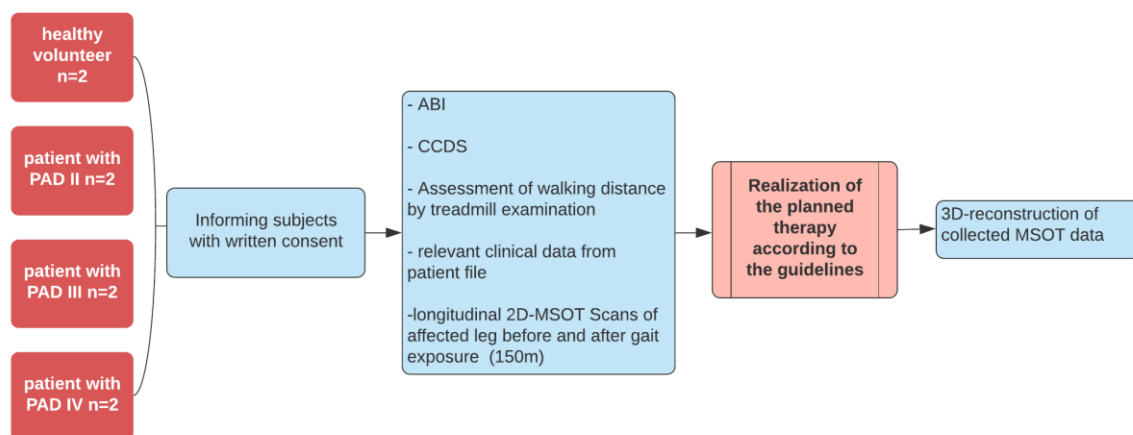 healthy
volunteer
n=2
patient with
PAD II n=2
patient with
PAD III n=2
patient with
PAD IV n=2
Informing subjects
with written consent
- ABI
- CCDS
- Assessment of walking distance
by treadmill examination
- relevant clinical data from
patient file
-longitudinal 2D-MSOT Scans of
affected leg before and after gait
exposure (150m)
Realization of
the planned
therapy
according to
the guidelines
3D-reconstruction of
collected MSOT data